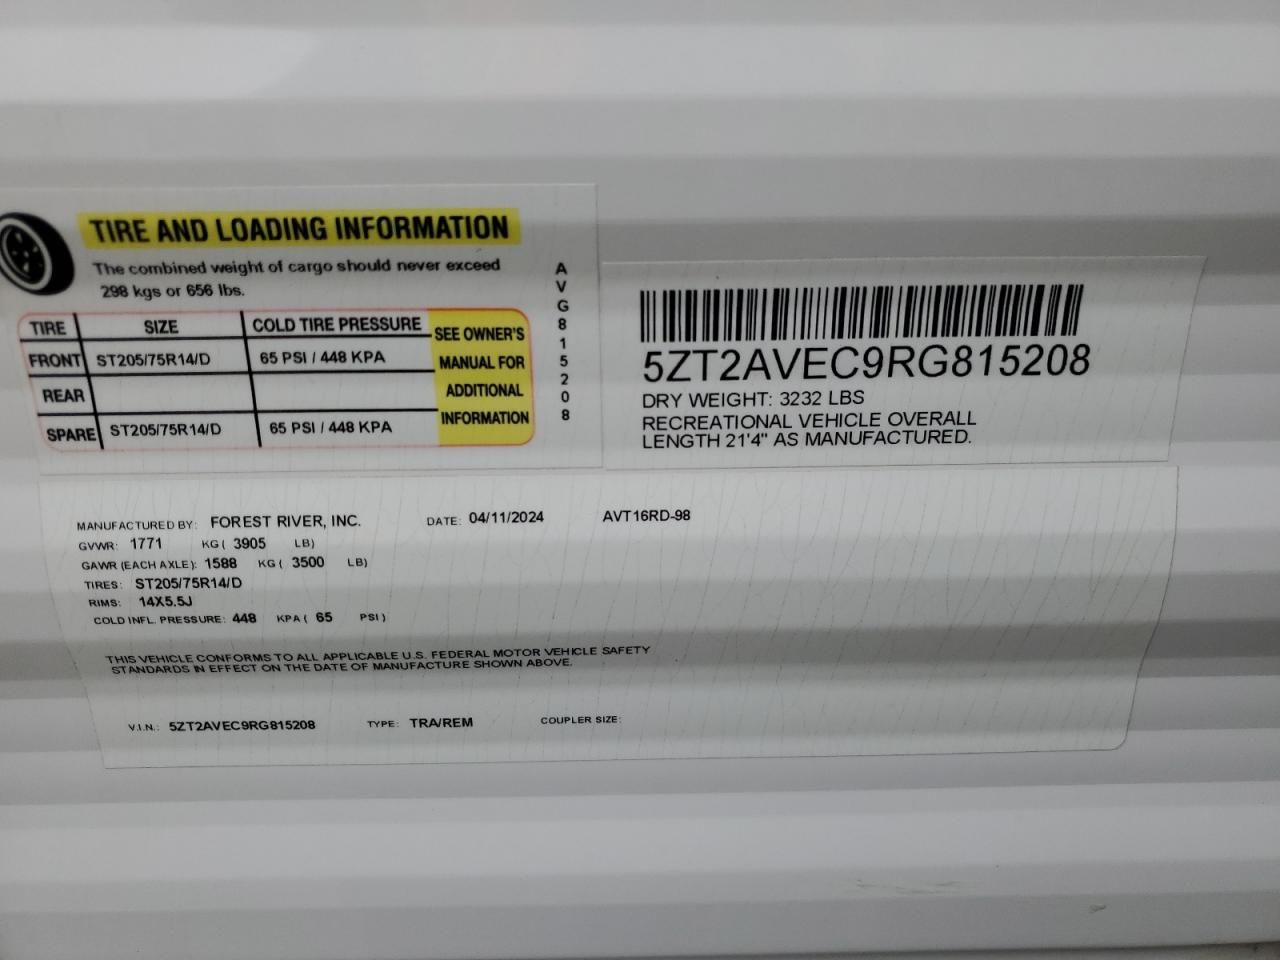 TIRE AND LOADING INFORMATION
The combined weight of cargo should never exceed
298 kgs or 656 lbs.
TIRE SIZE COLD TIRE PRESSURE
FRONT ST205/75R14/D 65 PSI / 448 KPA
REAR
SPARE ST205/75R14/D 65 PSI / 448 KPA
SEE OWNER'S
MANUAL FOR
ADDITIONAL
INFORMATION
AVG815208
5ZT2AVEC9RG815208
DRY WEIGHT: 3232 LBS
RECREATIONAL VEHICLE OVERALL
LENGTH 21'4" AS MANUFACTURED.
MANUFACTURED BY: FOREST RIVER, INC. DATE: 04/11/2024 AVT16RD-98
GVWR: 1771 KG( 3905 LB)
GAWR (EACH AXLE): 1588 KG( 3500 LB)
TIRES: ST205/75R14/D
RIMS: 14X5.5J
COLD INFL. PRESSURE: 448 KPA( 65 PSI)
THIS VEHICLE CONFORMS TO ALL APPLICABLE U.S. FEDERAL MOTOR VEHICLE SAFETY
STANDARDS IN EFFECT ON THE DATE OF MANUFACTURE SHOWN ABOVE.
V.I.N.: 5ZT2AVEC9RG815208 TYPE: TRA/REM COUPLER SIZE: